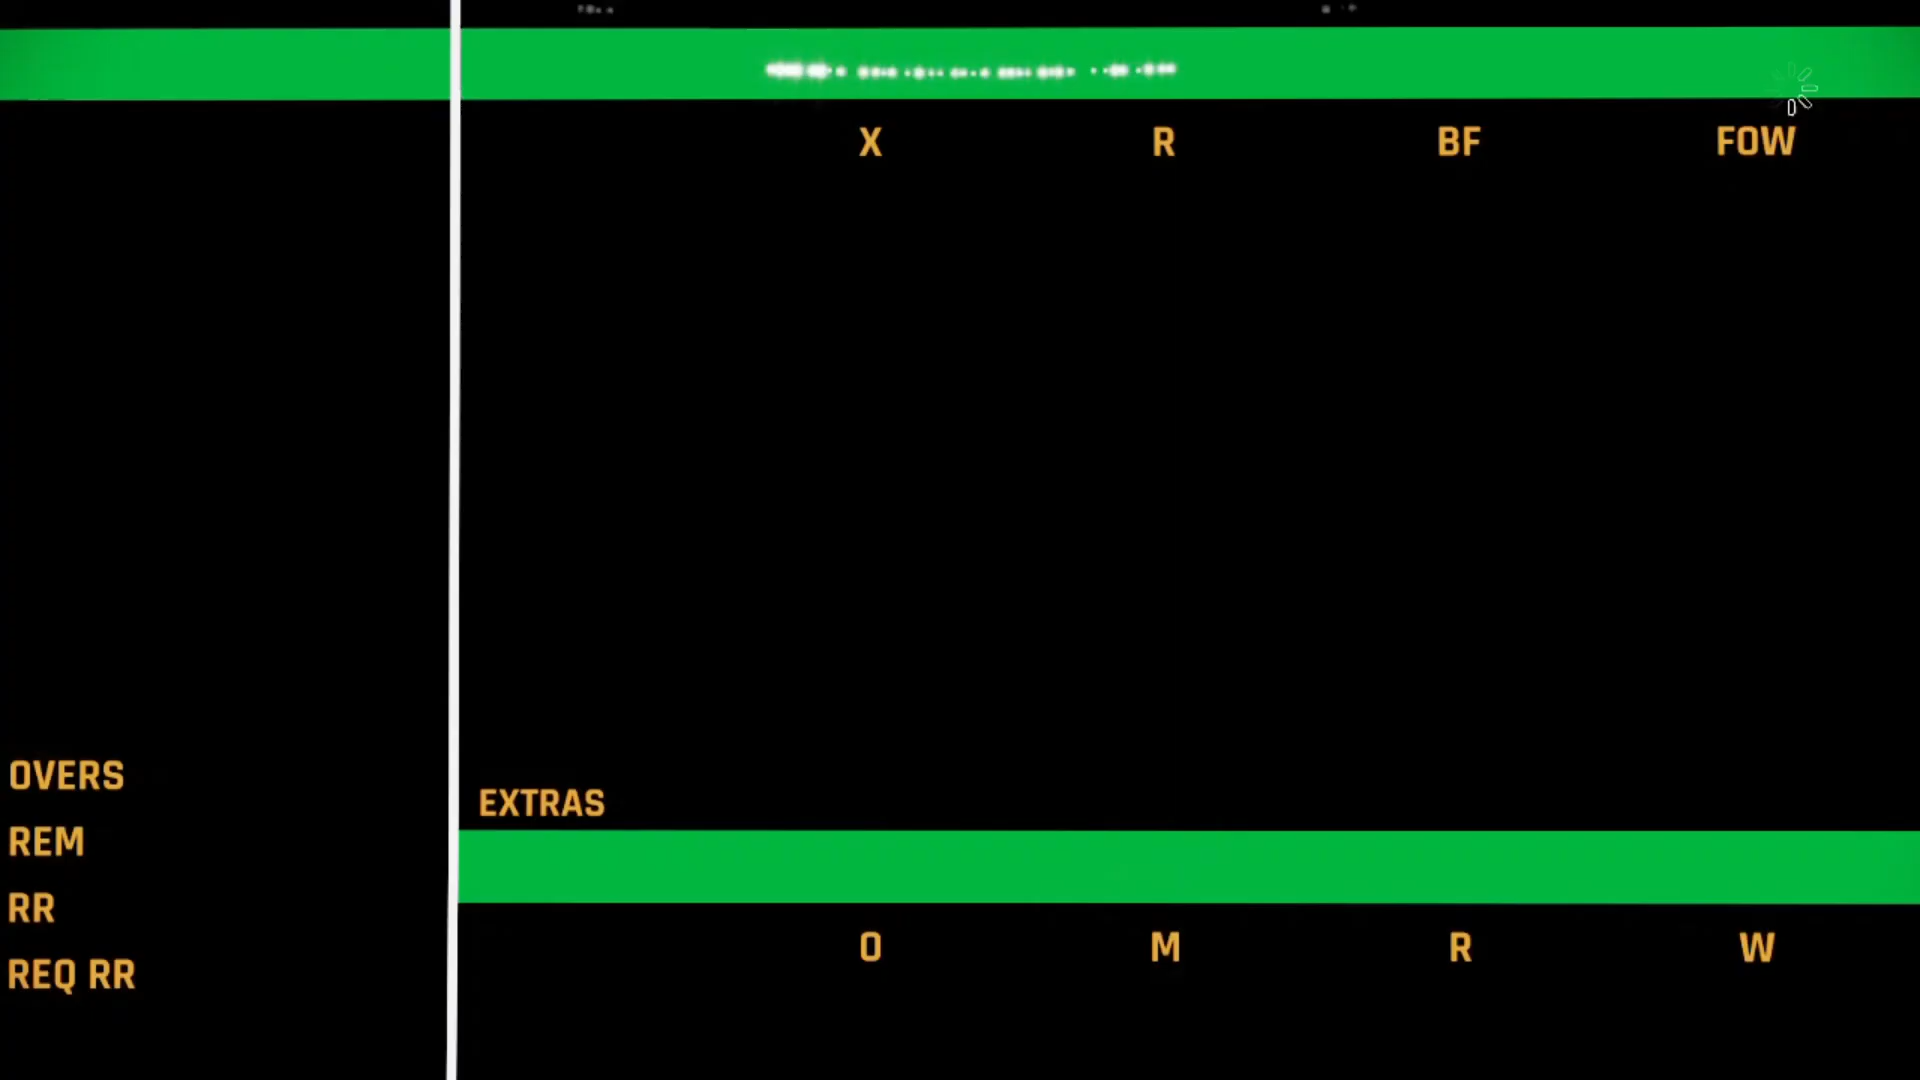 X R BF FOW
OVERS
EXTRAS
REM
RR
O M R W
REQ RR